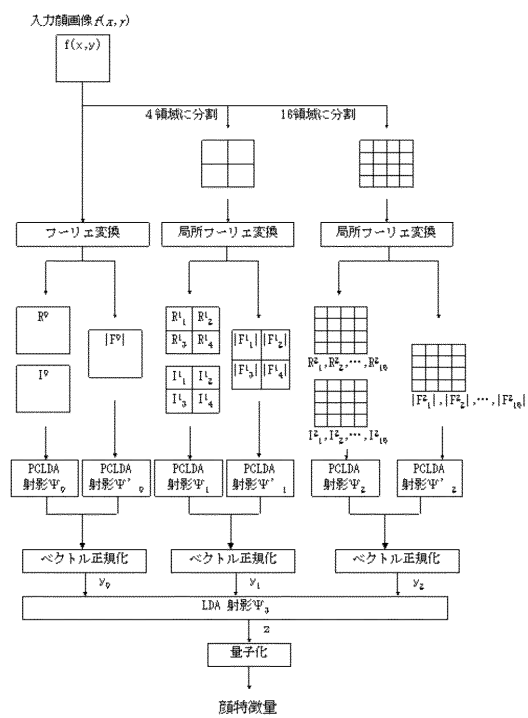 入力顔画像 f(x,y)
f(x,y)
4領域に分割
16領域に分割
フーリェ変換
局所フーリェ変換
局所フーリェ変換
R⁰
|F⁰|
I⁰
R¹₁ R¹₂
R¹₃ R¹₄
|F¹₁| |F¹₂|
|F¹₃| |F¹₄|
I¹₁ I¹₂
I¹₃ I¹₄
R²₁,R²₂,…,R²₁₆
|F²₁|,|F²₂|,…,|F²₁₆|
I²₁,I²₂,…,I²₁₆
PCLDA
射影Ψ₀
PCLDA
射影Ψ'₀
PCLDA
射影Ψ₁
PCLDA
射影Ψ'₁
PCLDA
射影Ψ₂
PCLDA
射影Ψ'₂
ベクトル正規化
ベクトル正規化
ベクトル正規化
y₀
y₁
y₂
LDA 射影Ψ₃
z
量子化
顔特徴量